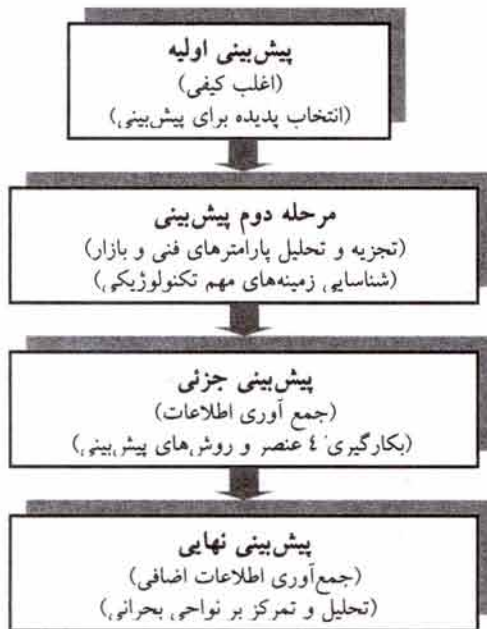 پیش‌بینی اولیه
(اغلب کیفی)
(انتخاب پدیده برای پیش‌بینی)
مرحله دوم پیش‌بینی
(تجزیه و تحلیل پارامترهای فنی و بازار)
(شناسایی زمینه‌های مهم تکنولوژیکی)
پیش‌بینی جزئی
(جمع آوری اطلاعات)
(بکارگیری ٤ عنصر و روش‌های پیش‌بینی)
پیش‌بینی نهایی
(جمع‌آوری اطلاعات اضافی)
(تحلیل و تمرکز بر نواحی بحرانی)